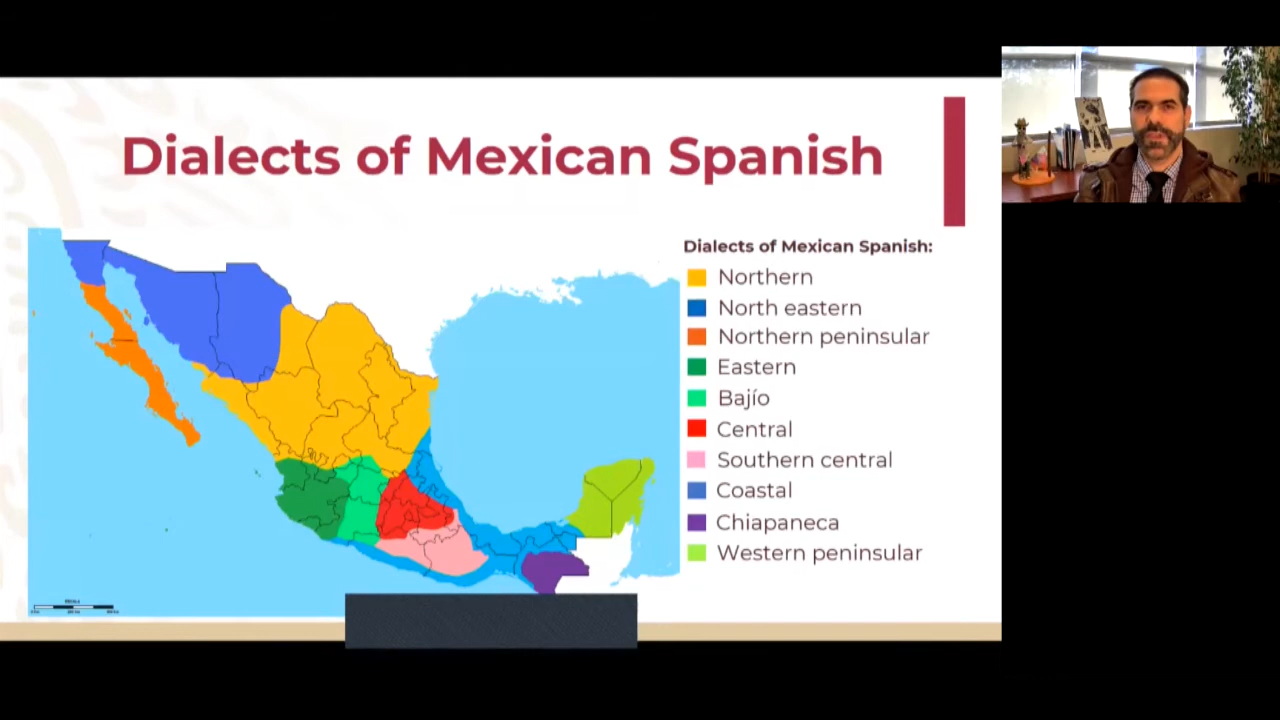 Dialects of Mexican Spanish
Dialects of Mexican Spanish:
Northern
North eastern
Northern peninsular
Eastern
Bajío
Central
Southern central
Coastal
Chiapaneca
Western peninsular